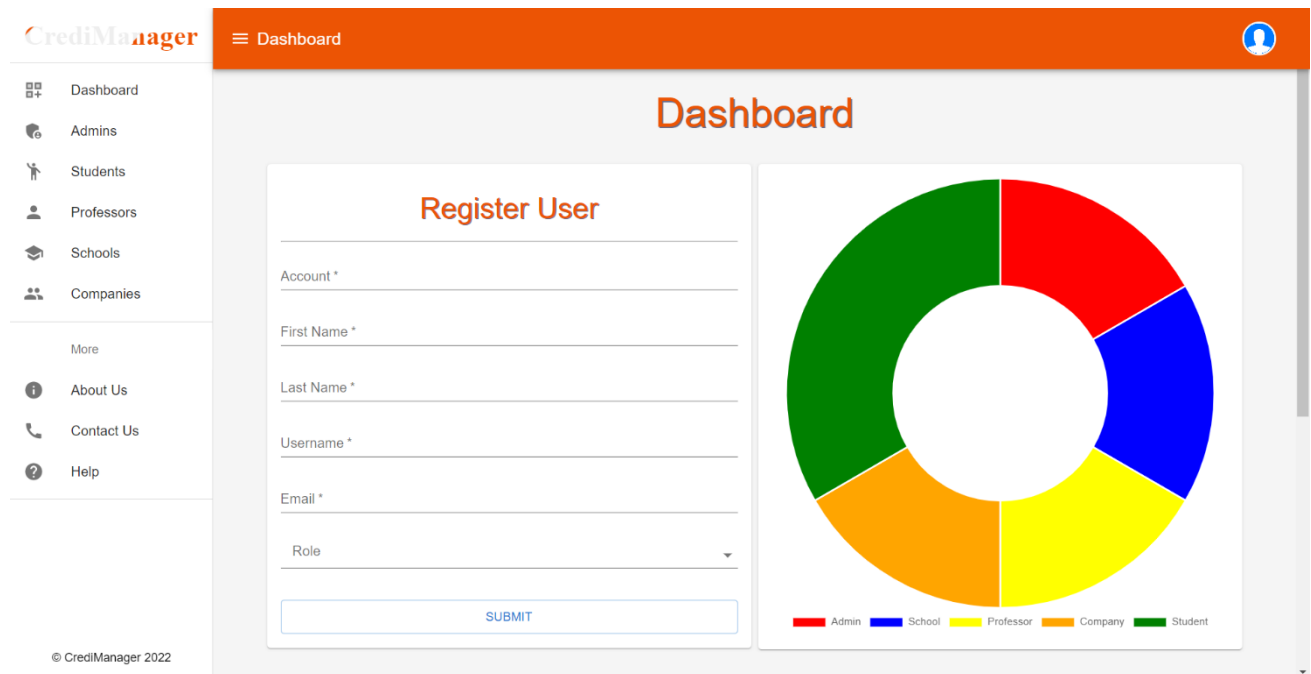 CrediManager
Dashboard
Dashboard
Admins
Students
Professors
Schools
Companies
More
About Us
Contact Us
Help
© CrediManager 2022
Dashboard
Register User
Account *
First Name *
Last Name *
Username *
Email *
Role
SUBMIT
Admin School Professor Company Student